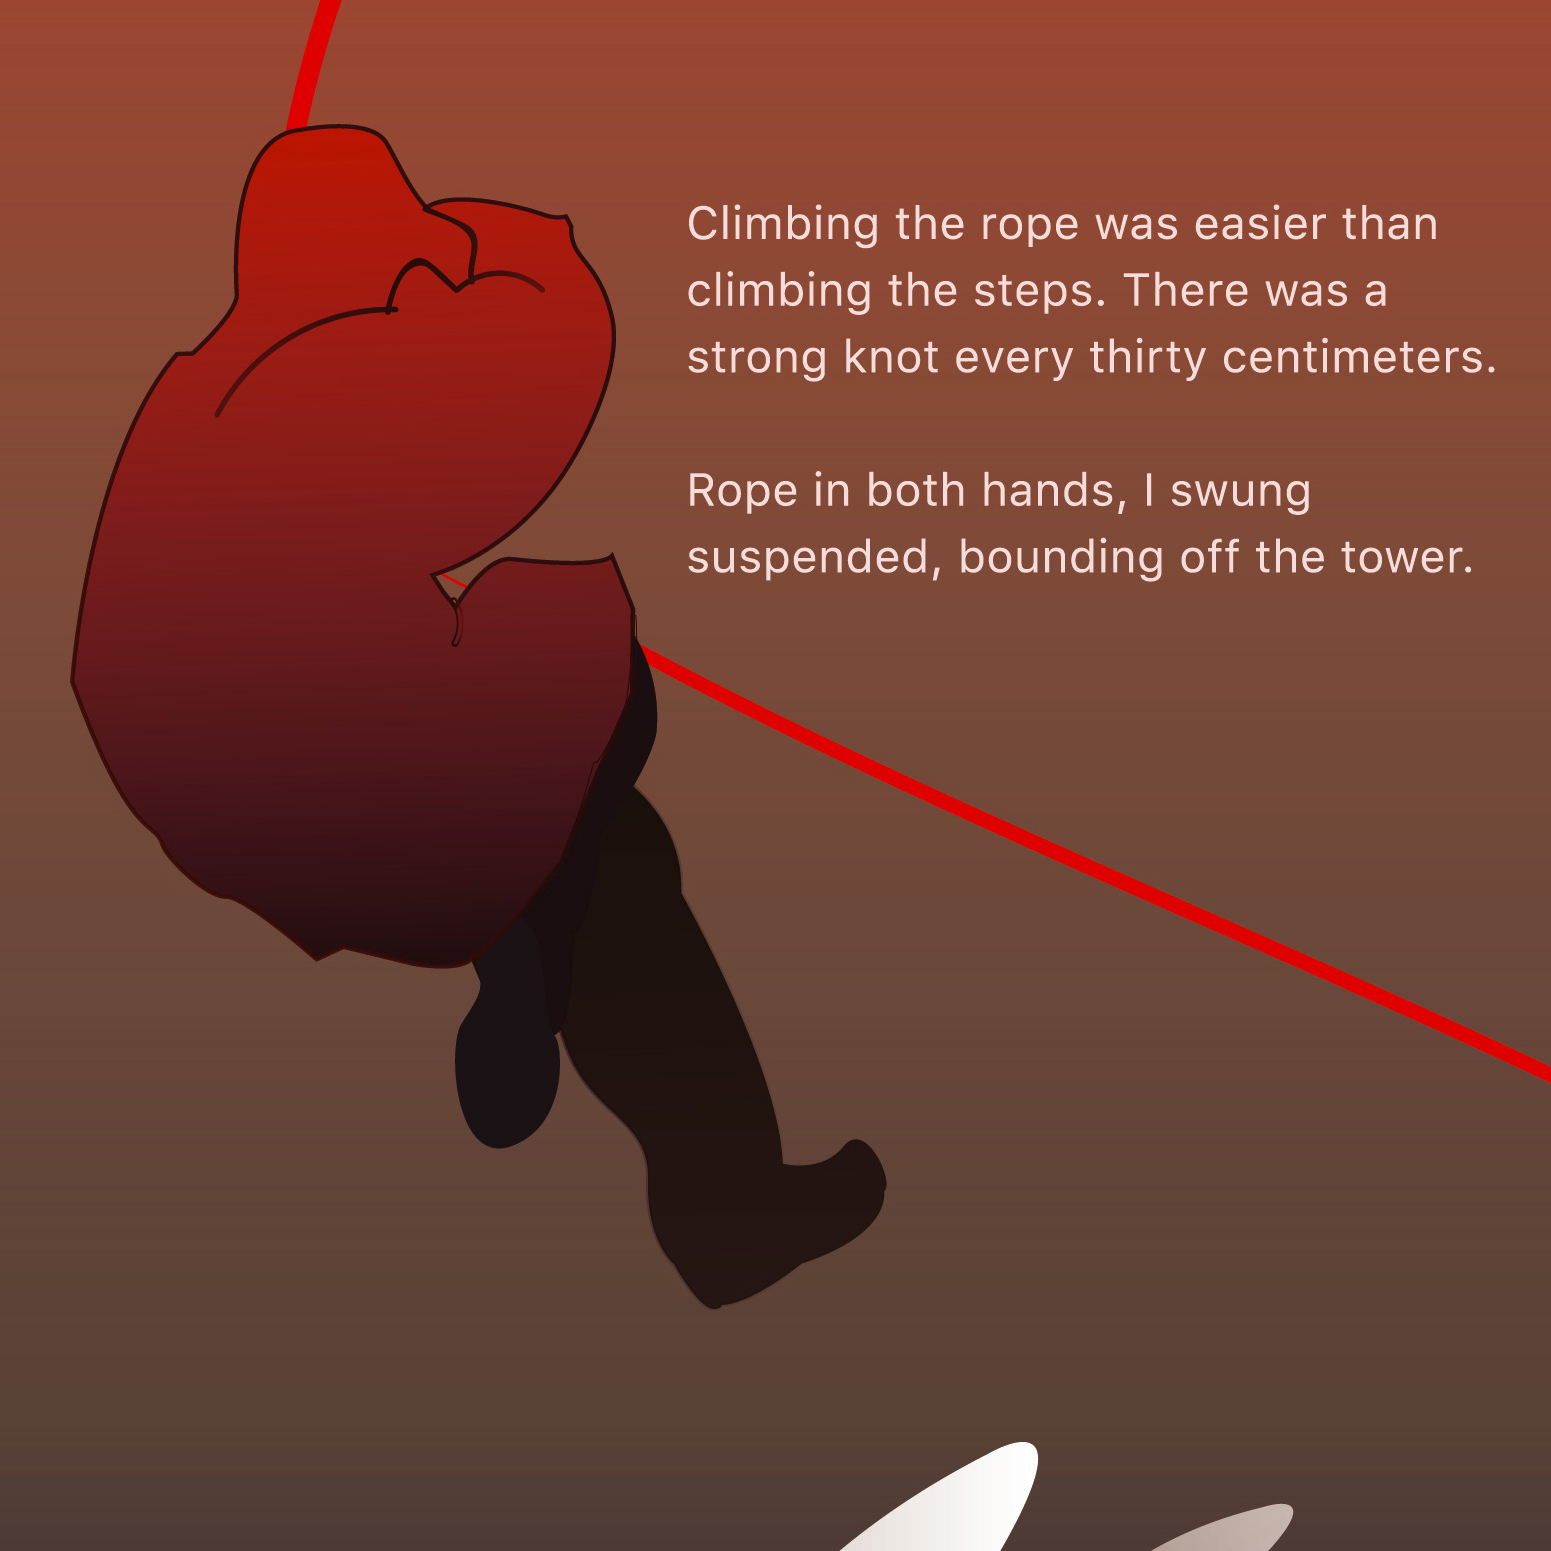 Climbing the rope was easier than
climbing the steps. There was a
strong knot every thirty centimeters.
Rope in both hands, I swung
suspended, bounding off the tower.